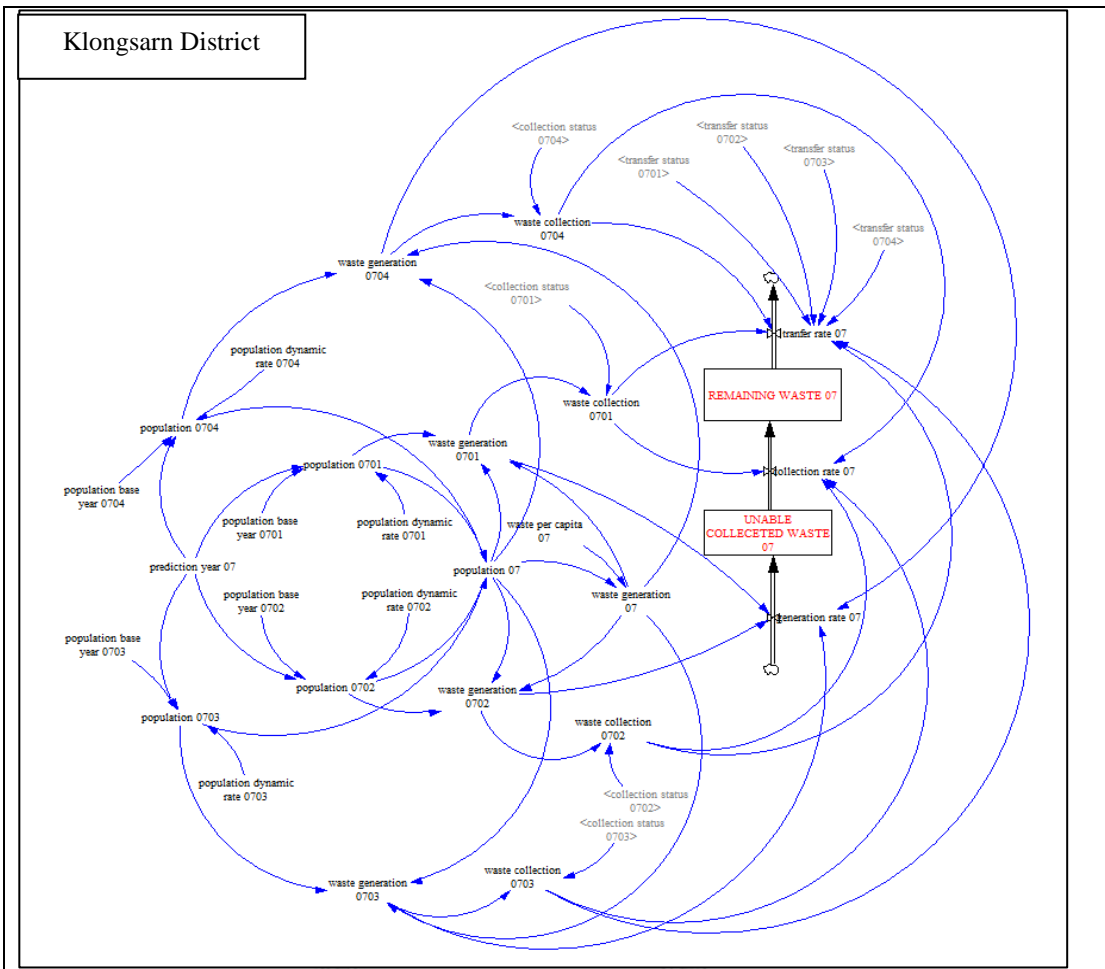 Klongsarn District
<collection status
0704>
<transfer status
0702>
<transfer status
0703>
<transfer status
0701>
waste collection
0704
<transfer status
0704>
waste generation
0704
<collection status
0701>
tranfer rate 07
population dynamic
rate 0704
REMAINING WASTE 07
waste collection
0701
population 0704
waste generation
0701
population 0701
collection rate 07
population base
year 0704
population base
year 0701
population dynamic
rate 0701
waste per capita
07
UNABLE
COLLECETED WASTE
07
prediction year 07
population 07
population base
year 0702
population dynamic
rate 0702
waste generation
07
generation rate 07
population base
year 0703
population 0702
waste generation
0702
population 0703
waste collection
0702
population dynamic
rate 0703
<collection status
0702>
<collection status
0703>
waste generation
0703
waste collection
0703